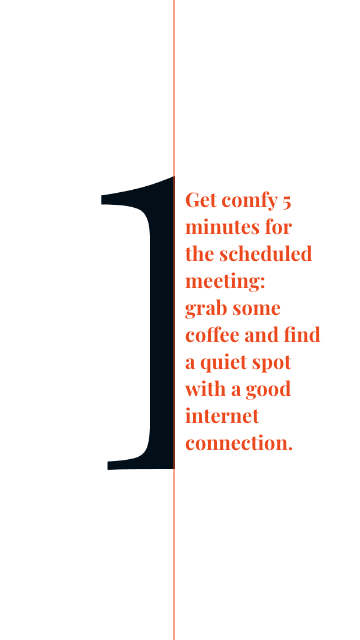 1
Get comfy 5
minutes for
the scheduled
meeting:
grab some
coffee and find
a quiet spot
with a good
internet
connection.